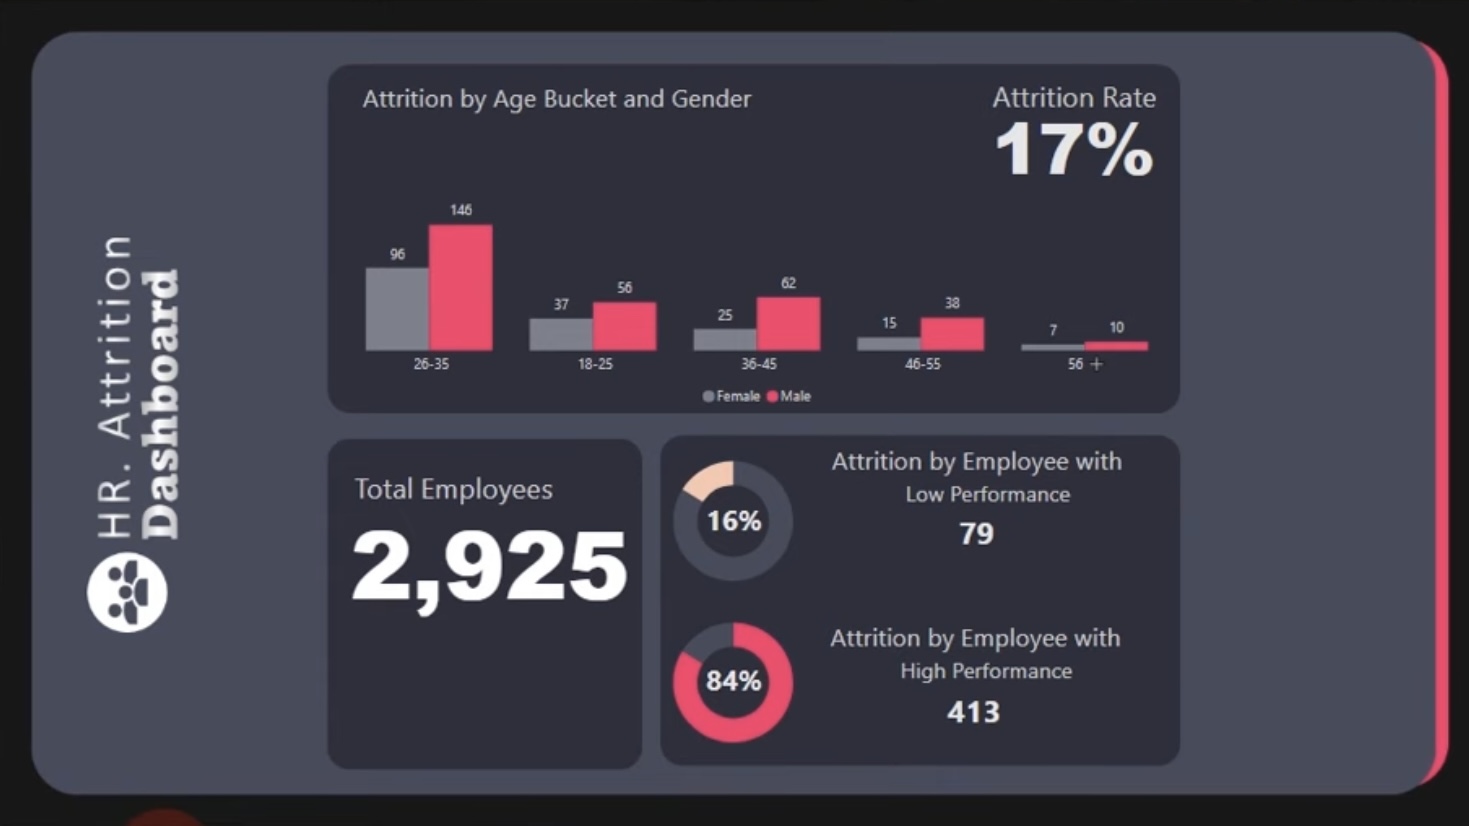 HR. Attrition
Dashboard
Attrition by Age Bucket and Gender
Attrition Rate
17%
96
146
37
56
25
62
15
38
7
10
26-35
18-25
36-45
46-55
56 +
Female Male
Total Employees
2,925
16%
Attrition by Employee with
Low Performance
79
84%
Attrition by Employee with
High Performance
413